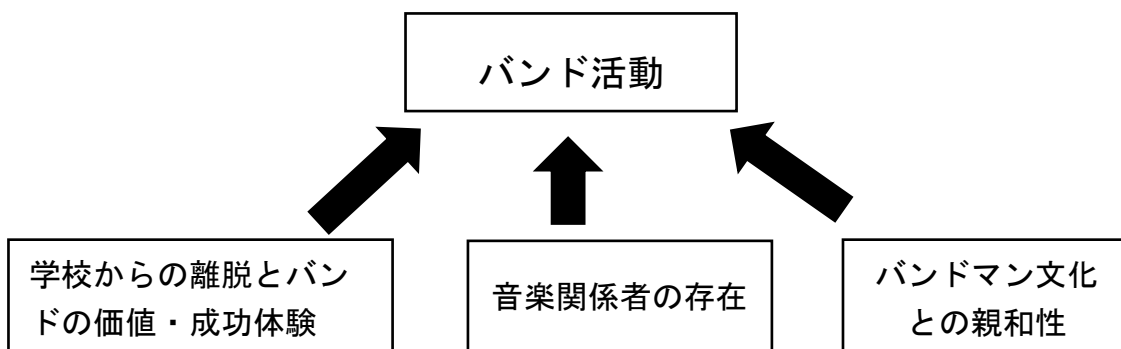 バンド活動
学校からの離脱とバン
ドの価値・成功体験
音楽関係者の存在
バンドマン文化
との親和性